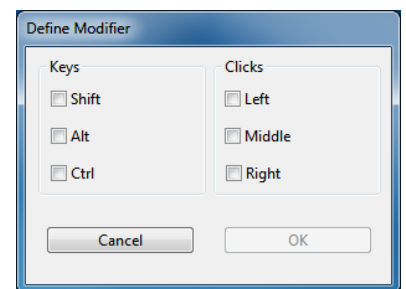 Define Modifier
Keys
Clicks
Shift
Left
Alt
Middle
Ctrl
Right
Cancel
OK